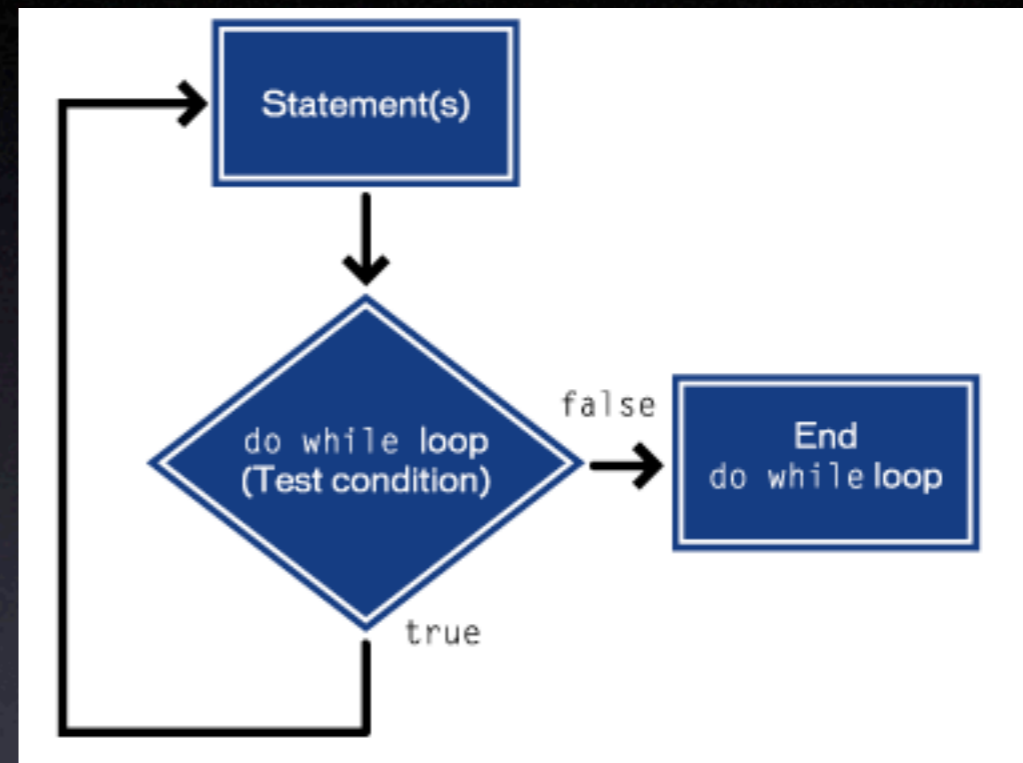 Statement(s)
do while loop
(Test condition)
false
End
do while loop
true